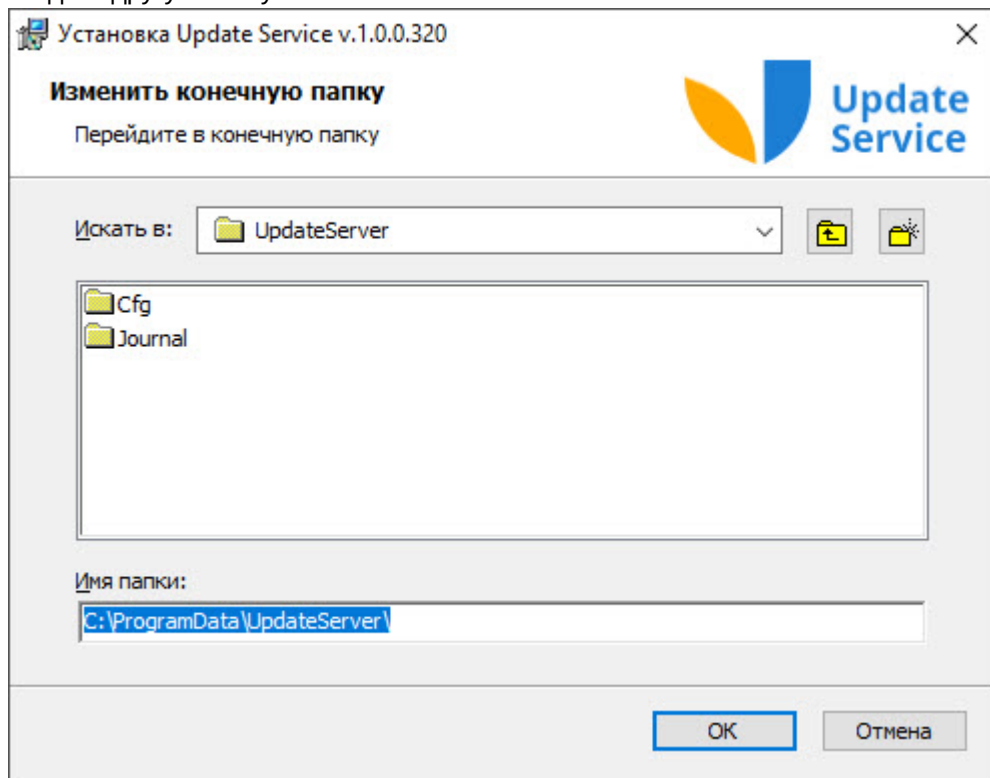 Установка Update Service v.1.0.0.320
Изменить конечную папку
Перейдите в конечную папку
Update
Service
Искать в:
UpdateServer
Cfg
Journal
Имя папки:
C:\ProgramData\UpdateServer\
OK
Отмена